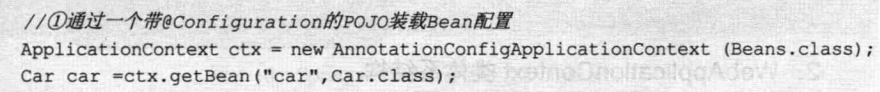 //①通过一个带@Configuration的POJO装载Bean配置
ApplicationContext ctx = new AnnotationConfigApplicationContext (Beans.class);
Car car =ctx.getBean("car",Car.class);